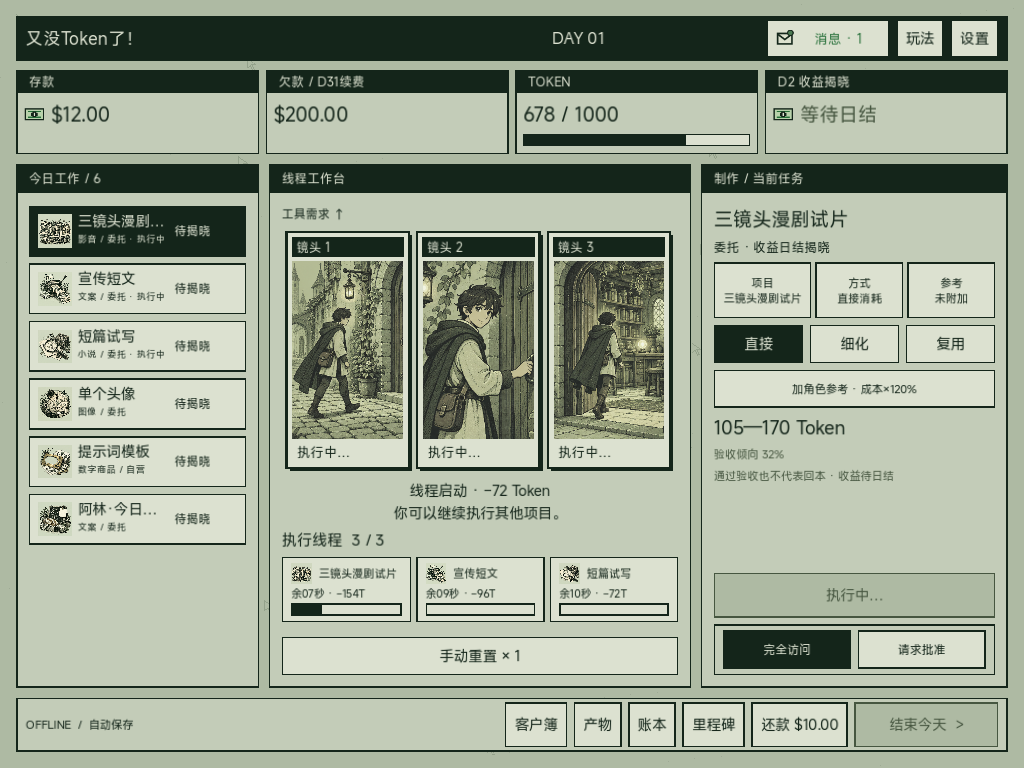 又没Token了!
DAY 01
消息 · 1
玩法
设置
存款
$12.00
欠款 / D31续费
$200.00
TOKEN
678 / 1000
D2 收益揭晓
等待日结
今日工作 / 6
三镜头漫剧…
影音 / 委托 · 执行中
待揭晓
宣传短文
文案 / 委托 · 执行中
待揭晓
短篇试写
小说 / 委托 · 执行中
待揭晓
单个头像
图像 / 委托
待揭晓
提示词模板
数字商品 / 自营
待揭晓
阿林·今日…
文案 / 委托
待揭晓
线程工作台
工具需求 ↑
镜头 1
镜头 2
镜头 3
执行中...
执行中...
执行中...
线程启动 · −72 Token
你可以继续执行其他项目。
执行线程 3 / 3
三镜头漫剧试片
余07秒 · −154T
宣传短文
余09秒 · −96T
短篇试写
余10秒 · −72T
手动重置 × 1
制作 / 当前任务
三镜头漫剧试片
委托 · 收益日结揭晓
项目
三镜头漫剧试片
方式
直接消耗
参考
未附加
直接
细化
复用
加角色参考 · 成本×120%
105—170 Token
验收倾向 32%
通过验收也不代表回本 · 收益待日结
执行中...
完全访问
请求批准
OFFLINE / 自动保存
客户簿
产物
账本
里程碑
还款 $10.00
结束今天 >